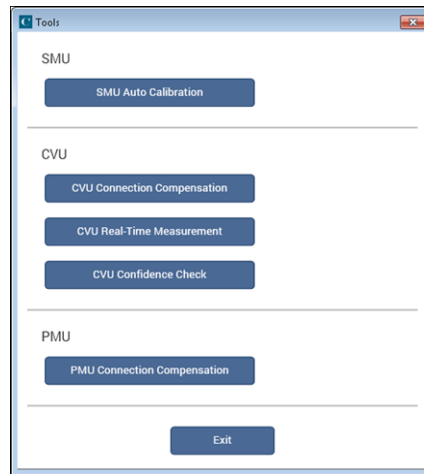 Tools
SMU
SMU Auto Calibration
CVU
CVU Connection Compensation
CVU Real-Time Measurement
CVU Confidence Check
PMU
PMU Connection Compensation
Exit